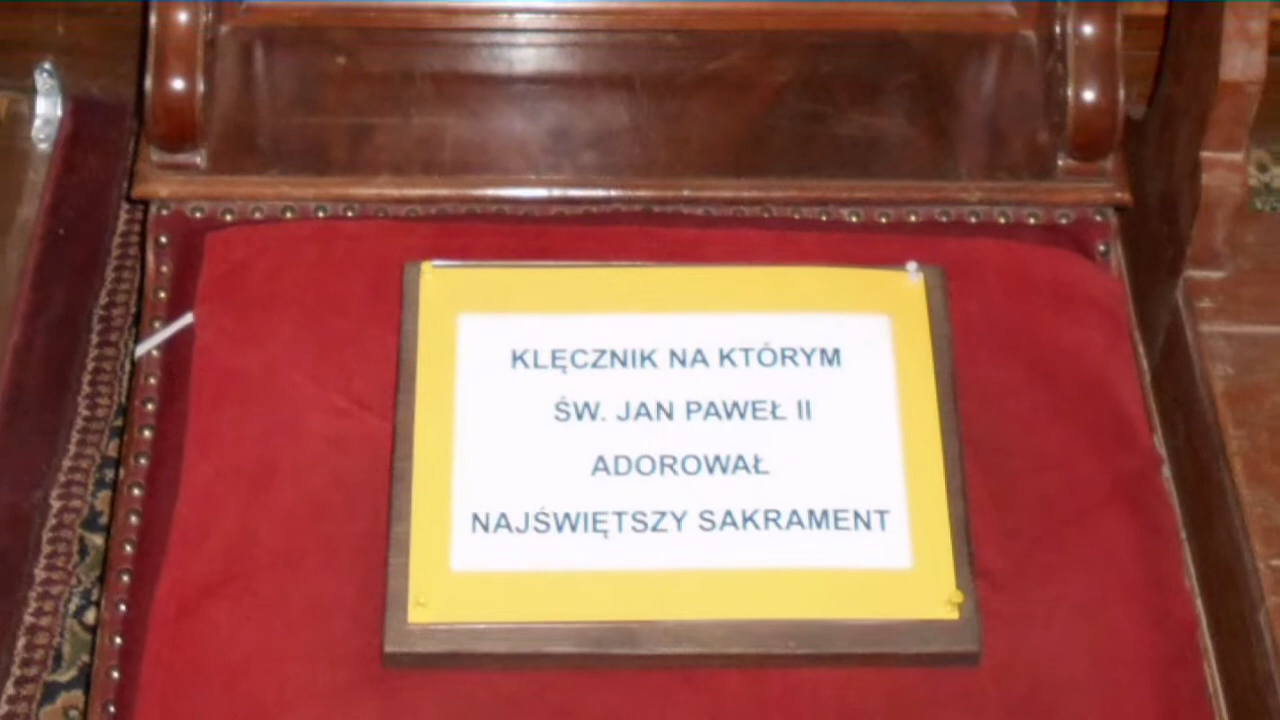 KLĘCZNIK NA KTÓRYM
ŚW. JAN PAWEŁ II
ADOROWAŁ
NAJŚWIĘTSZY SAKRAMENT